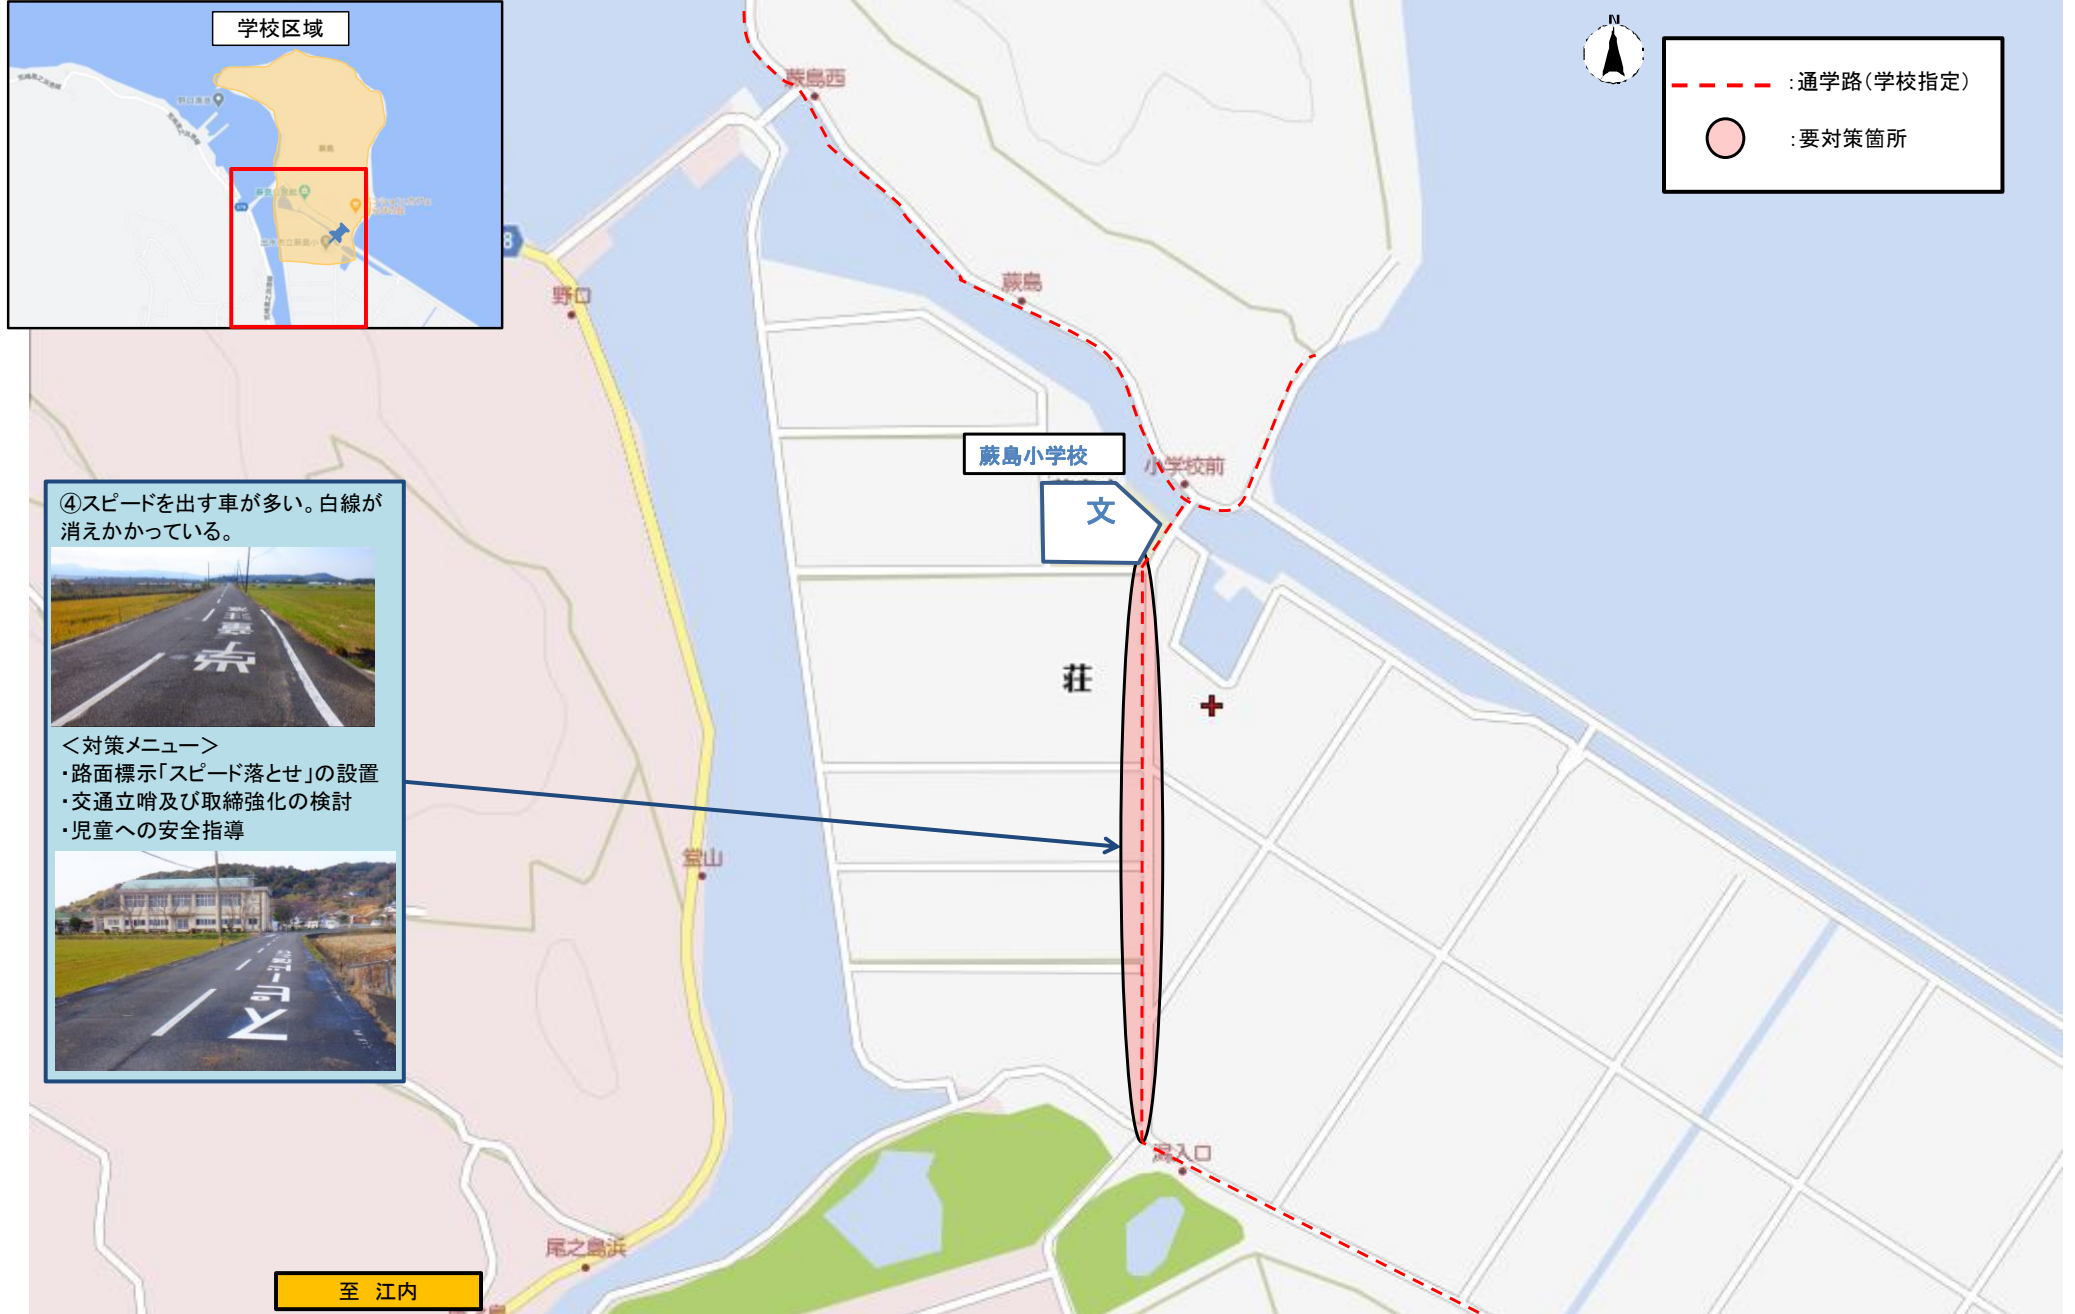 学校区域
蕨島
N
:通学路(学校指定)
:要対策箇所
蕨島西
野口
蕨島
蕨島小学校
小学校前
文
④スピードを出す車が多い。白線が
消えかかっている。
<対策メニュー>
・路面標示「スピード落とせ」の設置
・交通立哨及び取締強化の検討
・児童への安全指導
荘
堂山
潟入口
尾之島浜
至 江内